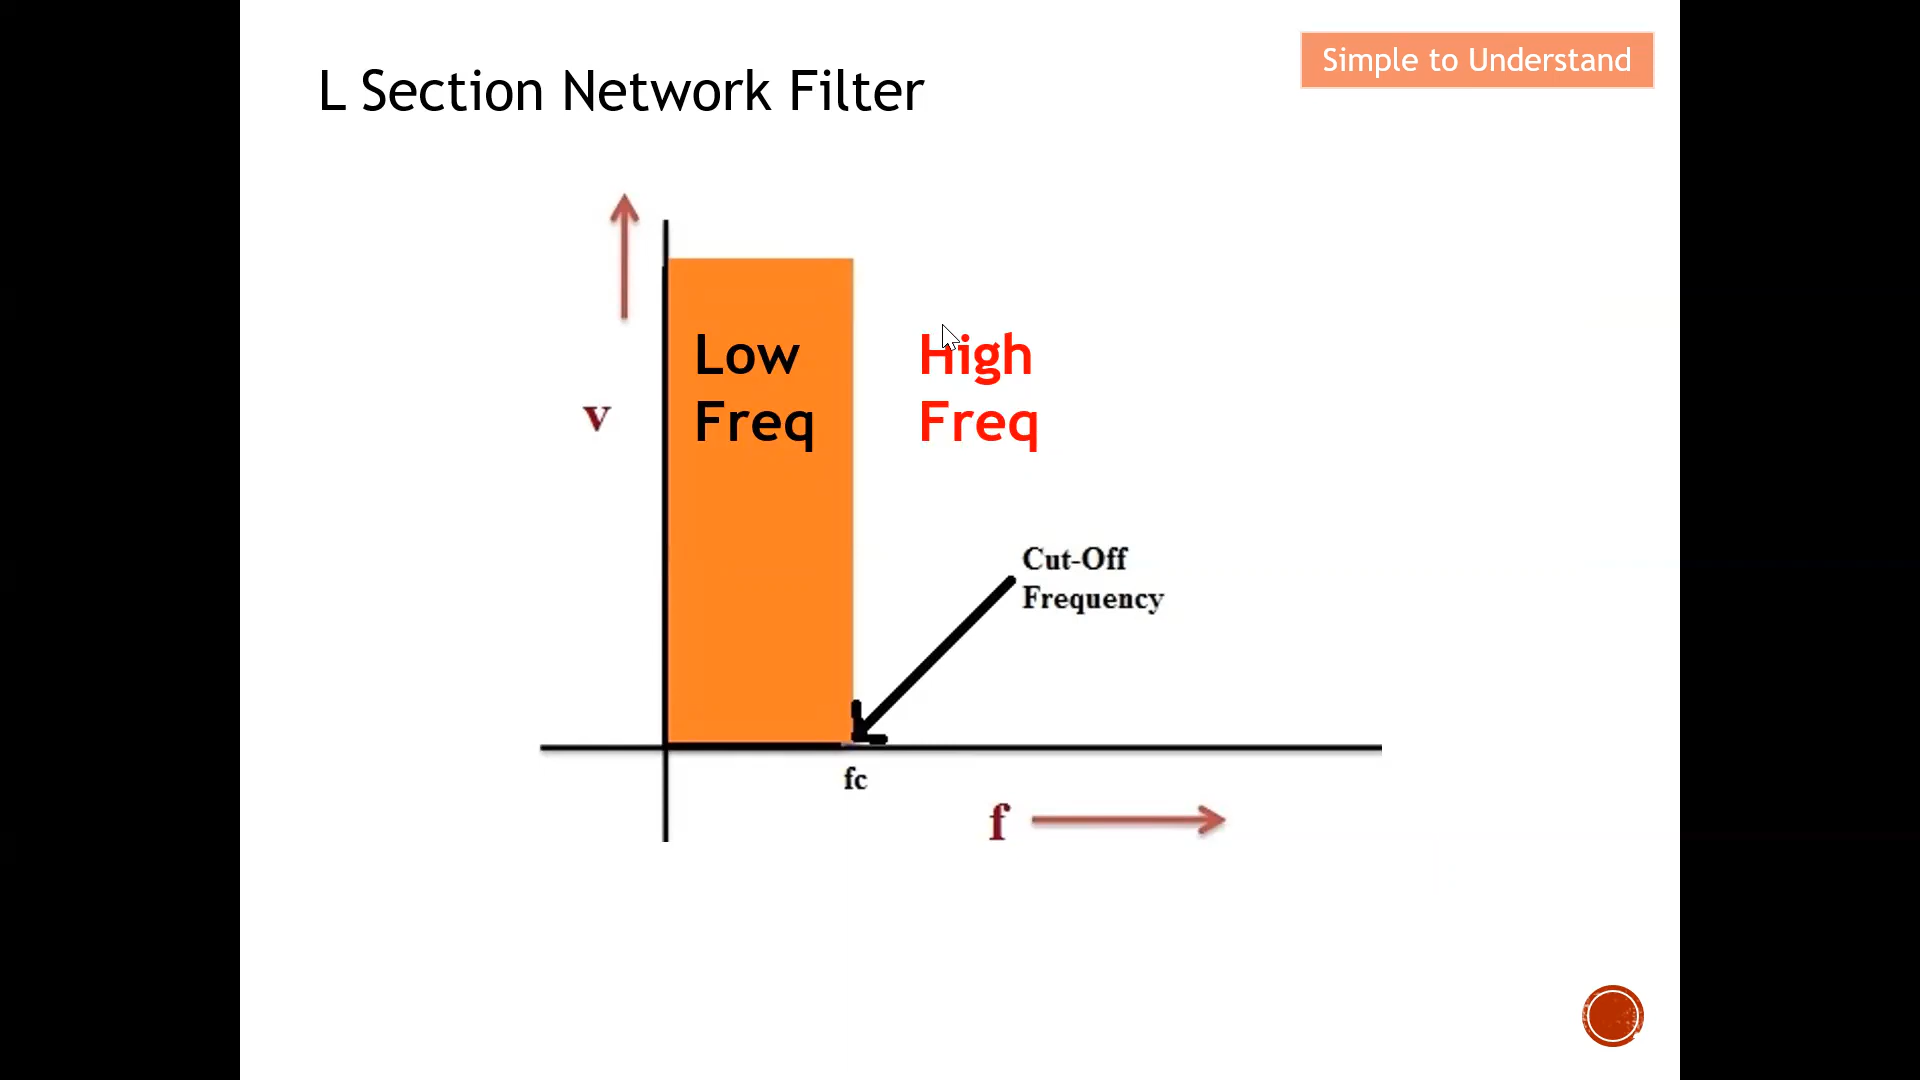 L Section Network Filter
Simple to Understand
Low
Freq
High
Freq
v
Cut-Off
Frequency
fc
f